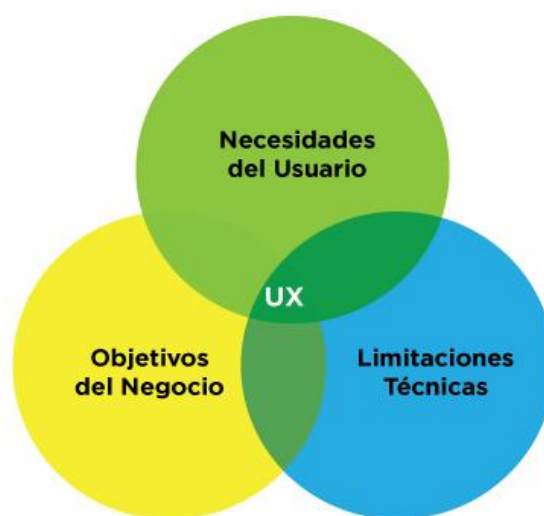 Necesidades
del Usuario
UX
Objetivos
del Negocio
Limitaciones
Técnicas